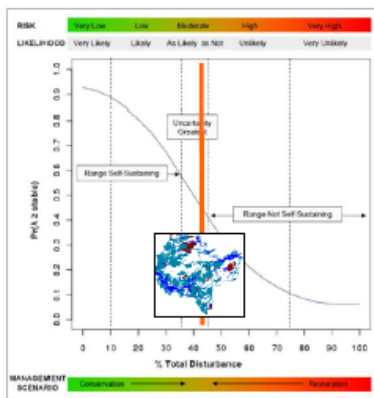 RISK Very Low Low Moderate High Very High
LIKELIHOOD Very Likely Likely As Likely as Not Unlikely Very Unlikely
1.0
0.9
0.8
0.7
0.6
0.5
0.4
0.3
0.2
0.1
0.0
Pr(λ ≥ stable)
Uncertainty
Greatest
Range Self-Sustaining
Range Not Self-Sustaining
0 10 20 30 40 50 60 70 80 90 100
% Total Disturbance
MANAGEMENT
SCENARIO
Conservation Restoration